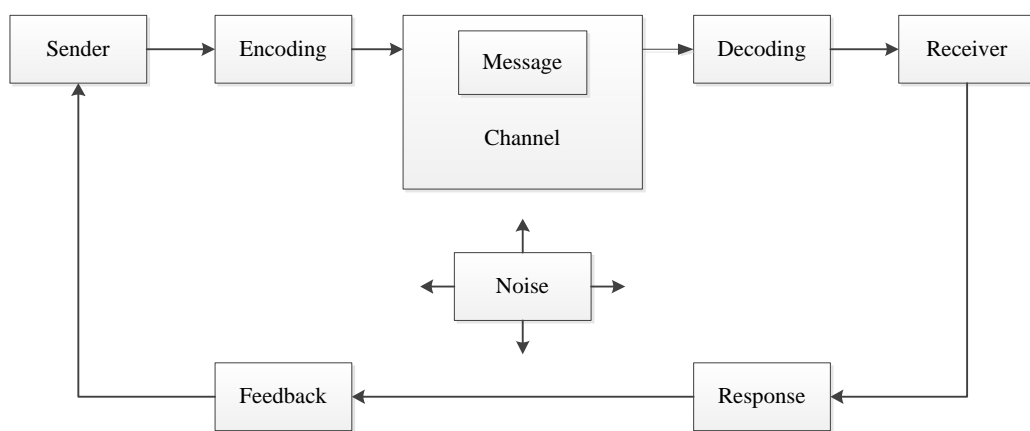 Sender
Encoding
Message
Channel
Decoding
Receiver
Noise
Feedback
Response